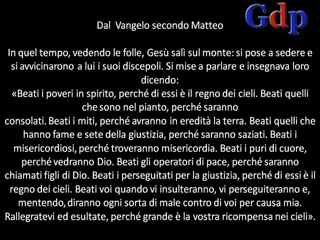 Gdp
Dal Vangelo secondo Matteo
In quel tempo, vedendo le folle, Gesù salì sul monte: si pose a sedere e
si avvicinarono a lui i suoi discepoli. Si mise a parlare e insegnava loro
dicendo:
«Beati i poveri in spirito, perché di essi è il regno dei cieli. Beati quelli
che sono nel pianto, perché saranno
consolati. Beati i miti, perché avranno in eredità la terra. Beati quelli che
hanno fame e sete della giustizia, perché saranno saziati. Beati i
misericordiosi, perché troveranno misericordia. Beati i puri di cuore,
perché vedranno Dio. Beati gli operatori di pace, perché saranno
chiamati figli di Dio. Beati i perseguitati per la giustizia, perché di essi è il
regno dei cieli. Beati voi quando vi insulteranno, vi perseguiteranno e,
mentendo, diranno ogni sorta di male contro di voi per causa mia.
Rallegratevi ed esultate, perché grande è la vostra ricompensa nei cieli».